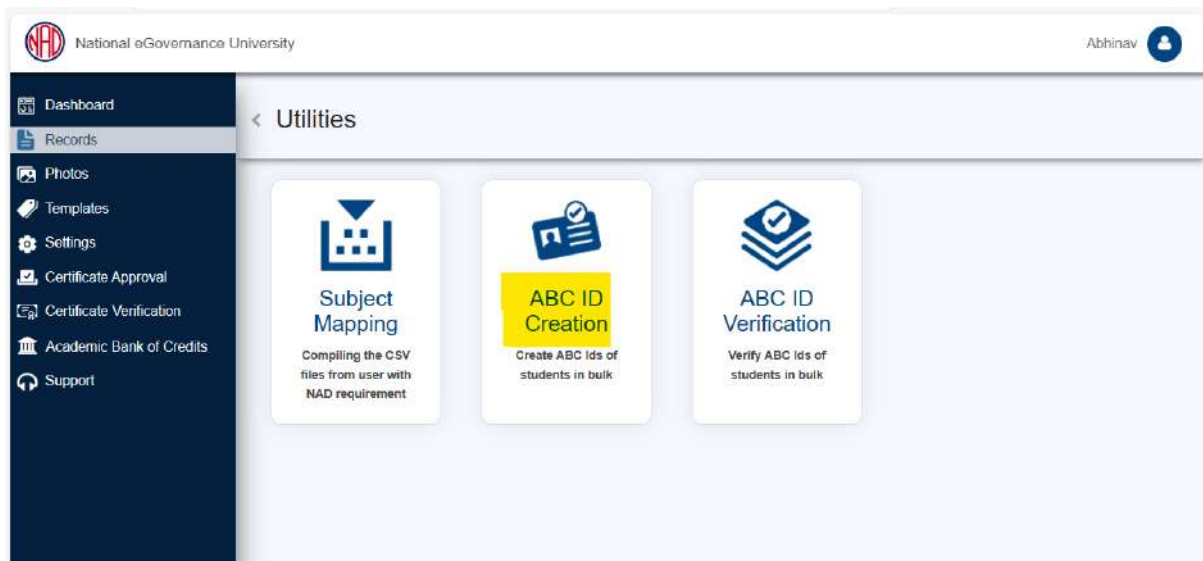 NAD National eGovernance University
Abhinav
Dashboard
Records
Photos
Templates
Settings
Certificate Approval
Certificate Verification
Academic Bank of Credits
Support
< Utilities
Subject
Mapping
Compiling the CSV
files from user with
NAD requirement
ABC ID
Creation
Create ABC Ids of
students in bulk
ABC ID
Verification
Verify ABC Ids of
students in bulk